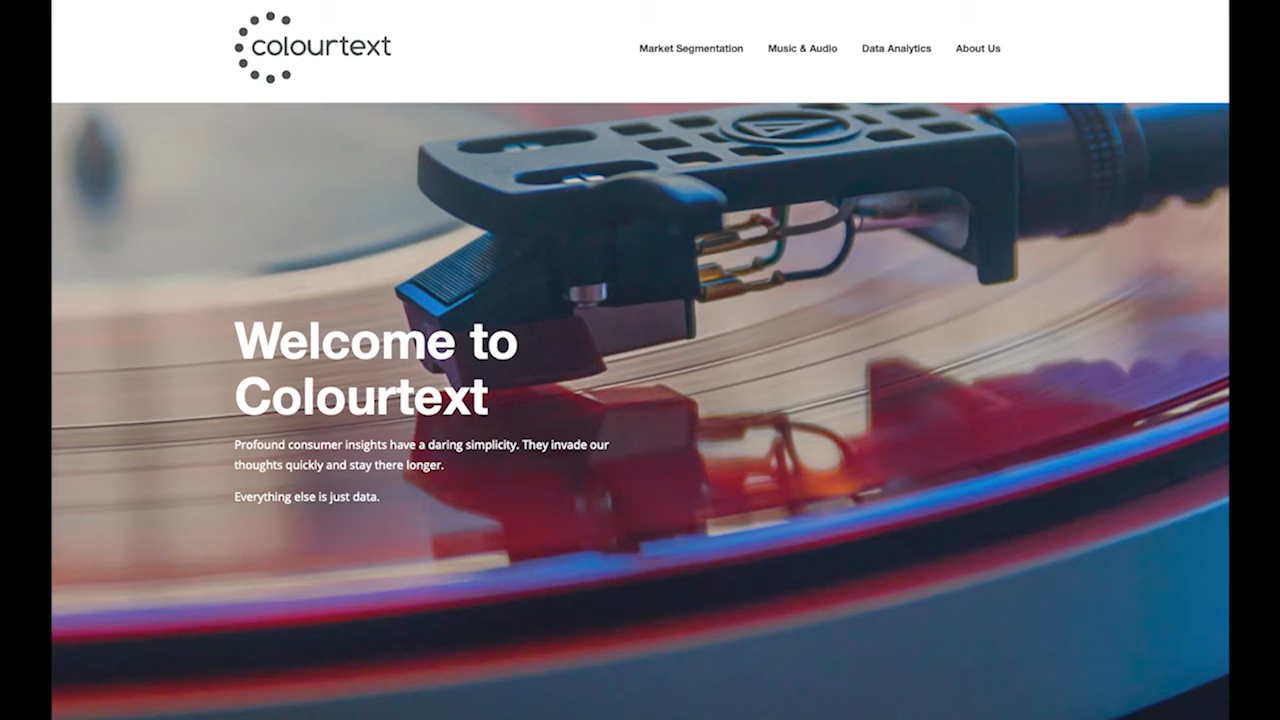 colourtext
Market Segmentation Music & Audio Data Analytics About Us
Welcome to
Colourtext
Profound consumer insights have a daring simplicity. They invade our
thoughts quickly and stay there longer.
Everything else is just data.